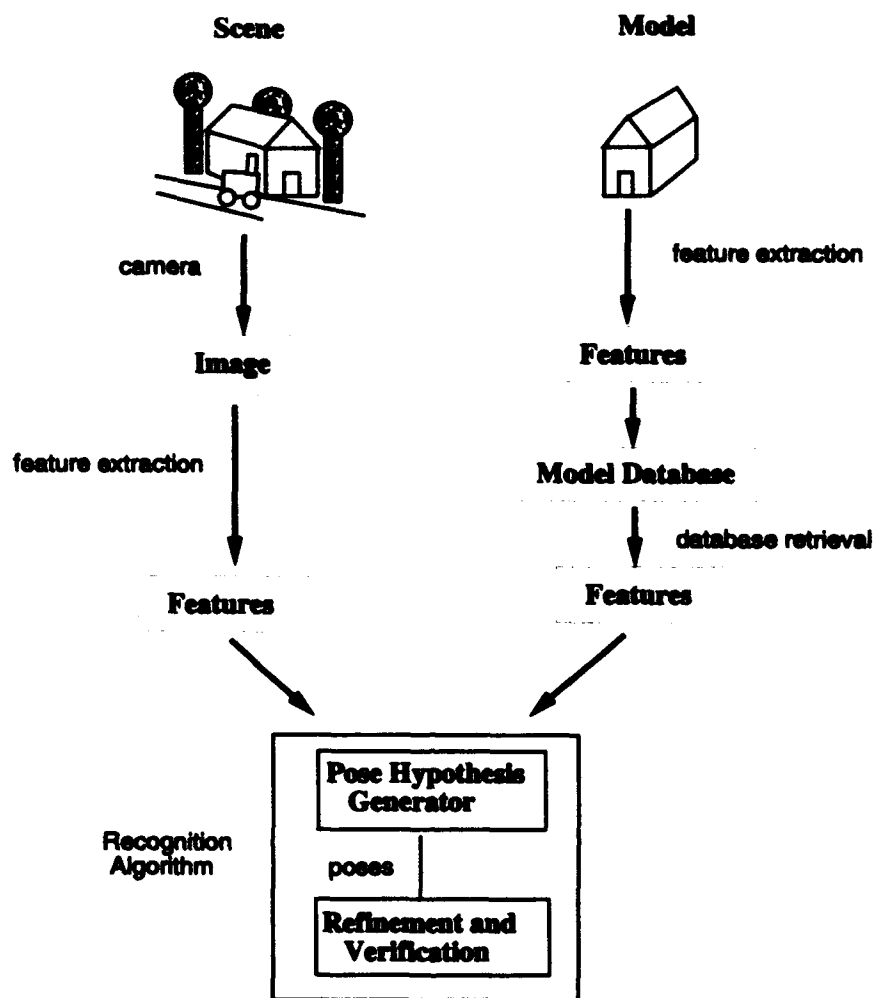 Scene
Model
camera
feature extraction
Image
Features
feature extraction
Model Database
database retrieval
Features
Features
Pose Hypothesis
Generator
Recognition
Algorithm
poses
Refinement and
Verification